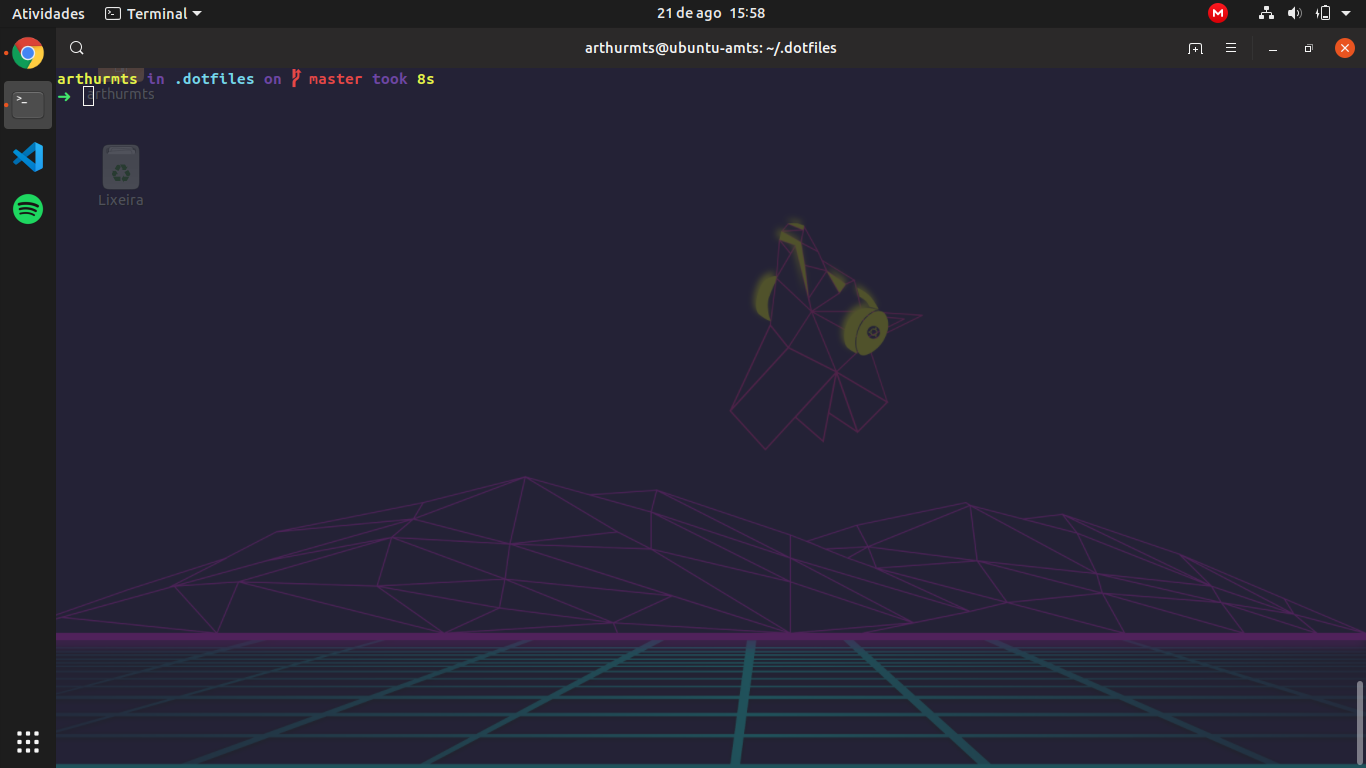 Atividades Terminal 21 de ago 15:58 M
arthurmts@ubuntu-amts: ~/.dotfiles
arthurmts in .dotfiles on master took 8s
➜ arthurmts
Lixeira